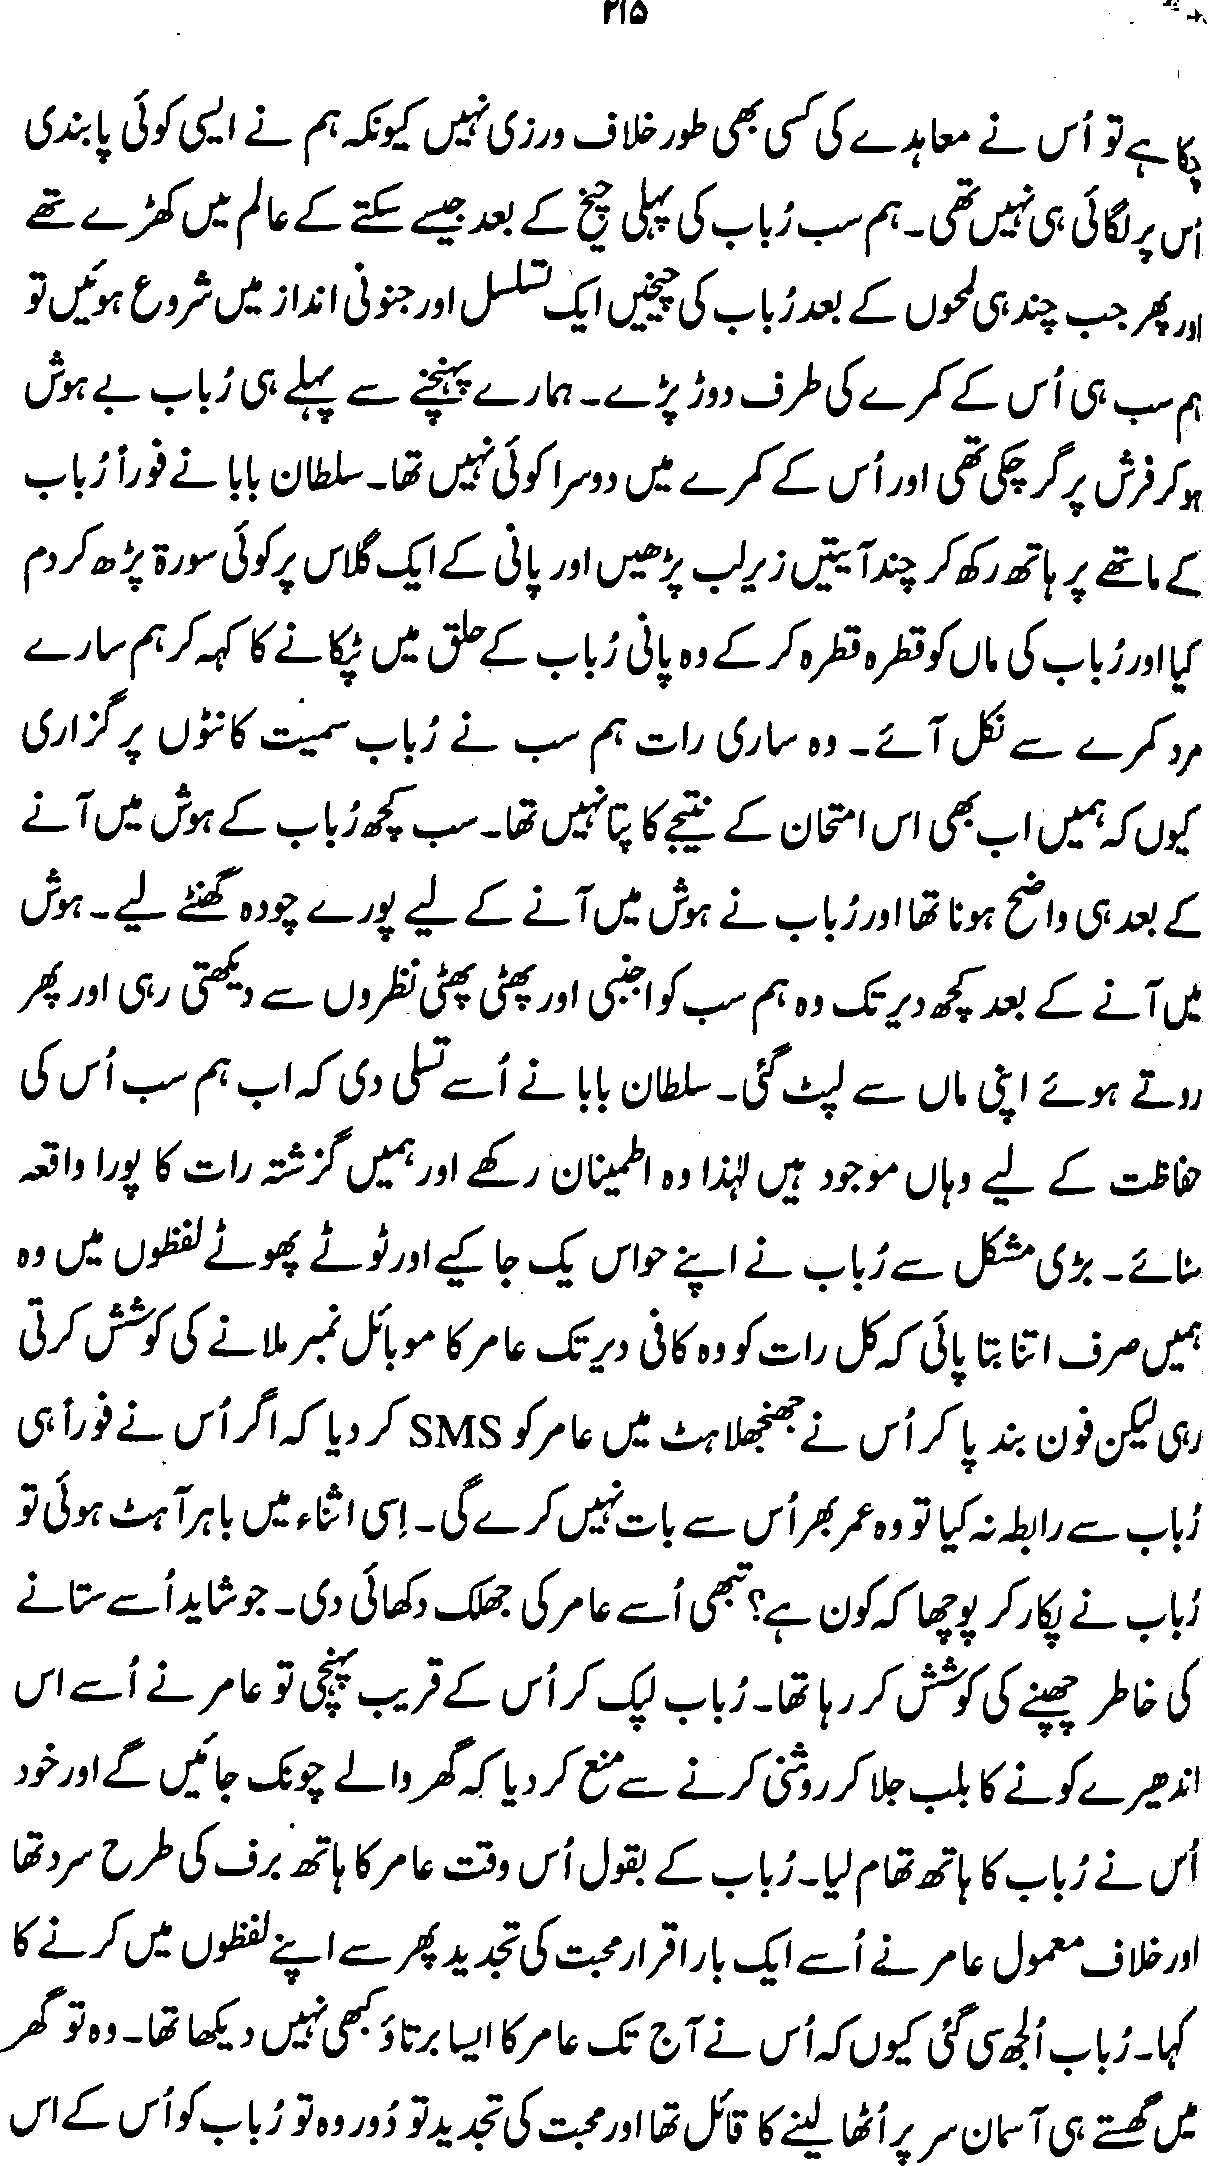 ۲۱۵
چکا ہے تو اُس نے معاہدے کی کسی بھی طور خلاف ورزی نہیں کیونکہ ہم نے ایسی کوئی پابندی
اُس پر لگائی ہی نہیں تھی۔ ہم سب رُباب کی پہلی چیخ کے بعد جیسے سکتے کے عالم میں کھڑے تھے
اور پھر جب چند ہی لمحوں کے بعد رُباب کی چیخیں ایک تسلسل اور جنونی انداز میں شروع ہوئیں تو
ہم سب ہی اُس کے کمرے کی طرف دوڑ پڑے۔ ہمارے پہنچنے سے پہلے ہی رُباب بے ہوش
ہو کر فرش پر گر چکی تھی اور اُس کے کمرے میں دوسرا کوئی نہیں تھا۔ سلطان بابا نے فوراً رُباب
کے ماتھے پر ہاتھ رکھ کر چند آیتیں زیرِلب پڑھیں اور پانی کے ایک گلاس پر کوئی سورۃ پڑھ کر دم
کیا اور رُباب کی ماں کو قطرہ قطرہ کر کے وہ پانی رُباب کے حلق میں ٹپکانے کا کہہ کر ہم سارے
مرد کمرے سے نکل آئے۔ وہ ساری رات ہم سب نے رُباب سمیت کانٹوں پر گزاری
کیوں کہ ہمیں اب بھی اس امتحان کے نتیجے کا پتا نہیں تھا۔ سب کچھ رُباب کے ہوش میں آنے
کے بعد ہی واضح ہونا تھا اور رُباب نے ہوش میں آنے کے لیے پورے چودہ گھنٹے لیے۔ ہوش
میں آنے کے بعد کچھ دیر تک وہ ہم سب کو اجنبی اور پھٹی پھٹی نظروں سے دیکھتی رہی اور پھر
روتے ہوئے اپنی ماں سے لپٹ گئی۔ سلطان بابا نے اُسے تسلی دی کہ اب ہم سب اُس کی
حفاظت کے لیے وہاں موجود ہیں لہٰذا وہ اطمینان رکھے اور ہمیں گزشتہ رات کا پورا واقعہ
سنائے۔ بڑی مشکل سے رُباب نے اپنے حواس یک جا کیے اور ٹوٹے پھوٹے لفظوں میں وہ
ہمیں صرف اتنا بتا پائی کہ کل رات کو وہ کافی دیر تک عامر کا موبائل نمبر ملانے کی کوشش کرتی
رہی لیکن فون بند پا کر اُس نے جھنجھلاہٹ میں عامر کو SMS کر دیا کہ اگر اُس نے فوراً ہی
رُباب سے رابطہ نہ کیا تو وہ عمر بھر اُس سے بات نہیں کرے گی۔ اِسی اثناء میں باہر آہٹ ہوئی تو
رُباب نے پکار کر پوچھا کہ کون ہے؟ تبھی اُسے عامر کی جھلک دکھائی دی۔ جو شاید اُسے ستانے
کی خاطر چھپنے کی کوشش کر رہا تھا۔ رُباب لپک کر اُس کے قریب پہنچی تو عامر نے اُسے اس
اندھیرے کونے کا بلب جلا کر روشنی کرنے سے منع کر دیا کہ گھر والے چونک جائیں گے اور خود
اُس نے رُباب کا ہاتھ تھام لیا۔ رُباب کے بقول اُس وقت عامر کا ہاتھ برف کی طرح سرد تھا
اور خلاف معمول عامر نے اُسے ایک بار اقرار محبت کی تجدید پھر سے اپنے لفظوں میں کرنے کا
کہا۔ رُباب اُلجھ سی گئی کیوں کہ اُس نے آج تک عامر کا ایسا برتاؤ کبھی نہیں دیکھا تھا۔ وہ تو گھر
میں گھستے ہی آسمان سر پر اُٹھا لینے کا قائل تھا اور محبت کی تجدید تو دُور وہ تو رُباب کو اُس کے اس